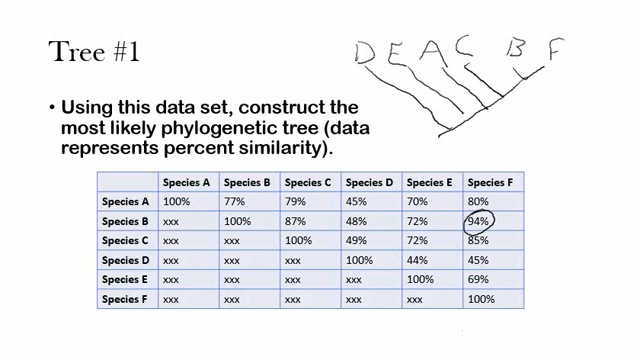 Tree #1
D E A C B F
• Using this data set, construct the
most likely phylogenetic tree (data
represents percent similarity).
Species A Species B Species C Species D Species E Species F
Species A 100% 77% 79% 45% 70% 80%
Species B xxx 100% 87% 48% 72% 94%
Species C xxx xxx 100% 49% 72% 85%
Species D xxx xxx xxx 100% 44% 45%
Species E xxx xxx xxx xxx 100% 69%
Species F xxx xxx xxx xxx xxx 100%